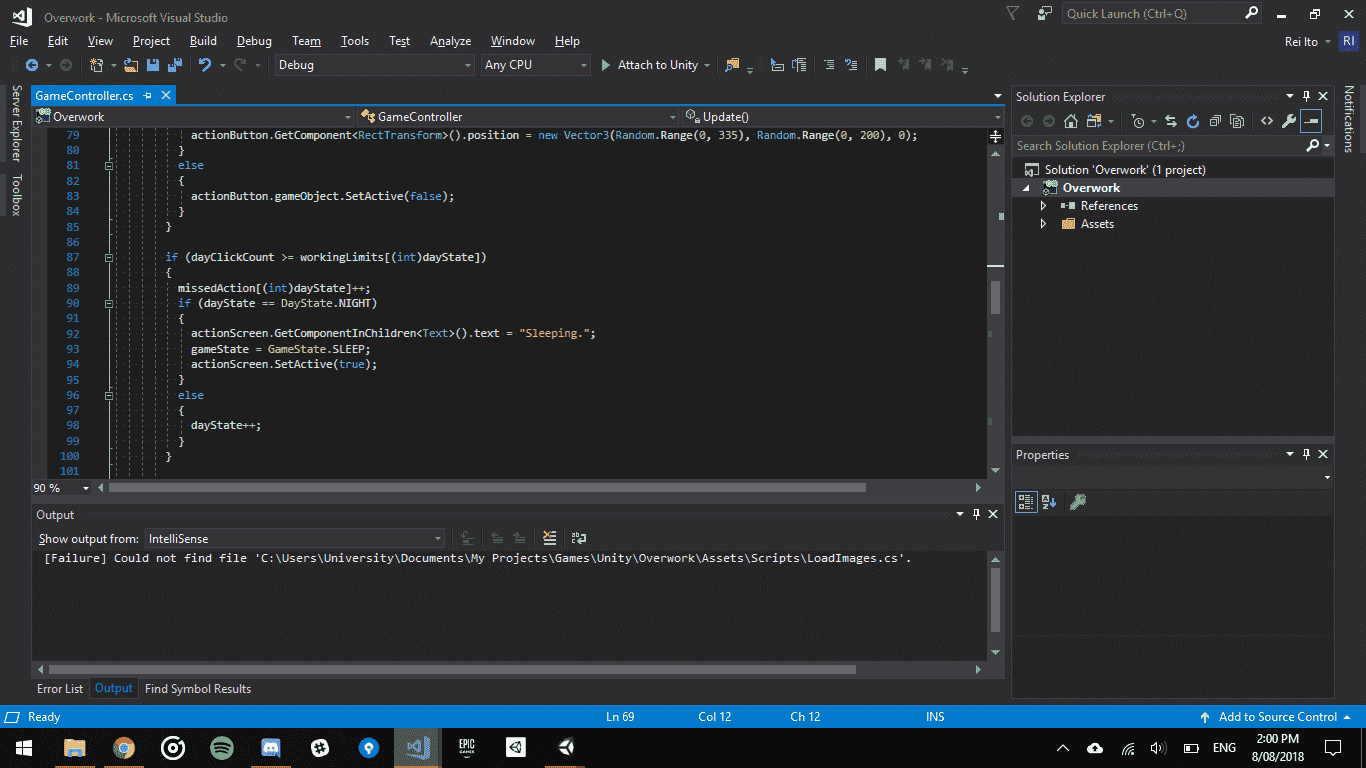 Overwork - Microsoft Visual Studio
Quick Launch (Ctrl+Q)
File Edit View Project Build Debug Team Tools Test Analyze Window Help
Rei Ito RI
Debug Any CPU Attach to Unity
Server Explorer
Toolbox
GameController.cs
Overwork GameController Update()
79 actionButton.GetComponent<RectTransform>().position = new Vector3(Random.Range(0, 335), Random.Range(0, 200), 0);
80 }
81 else
82 {
83 actionButton.gameObject.SetActive(false);
84 }
85 }
86
87 if (dayClickCount >= workingLimits[(int)dayState])
88 {
89 missedAction[(int)dayState]++;
90 if (dayState == DayState.NIGHT)
91 {
92 actionScreen.GetComponentInChildren<Text>().text = "Sleeping.";
93 gameState = GameState.SLEEP;
94 actionScreen.SetActive(true);
95 }
96 else
97 {
98 dayState++;
99 }
100 }
101
90 %
Output
Show output from: IntelliSense
[Failure] Could not find file 'C:\Users\University\Documents\My Projects\Games\Unity\Overwork\Assets\Scripts\LoadImages.cs'.
Error List Output Find Symbol Results
Solution Explorer
Search Solution Explorer (Ctrl+;)
Solution 'Overwork' (1 project)
Overwork
References
Assets
Properties
Notifications
Ready Ln 69 Col 12 Ch 12 INS Add to Source Control
EPIC GAMES
ENG
2:00 PM
8/08/2018